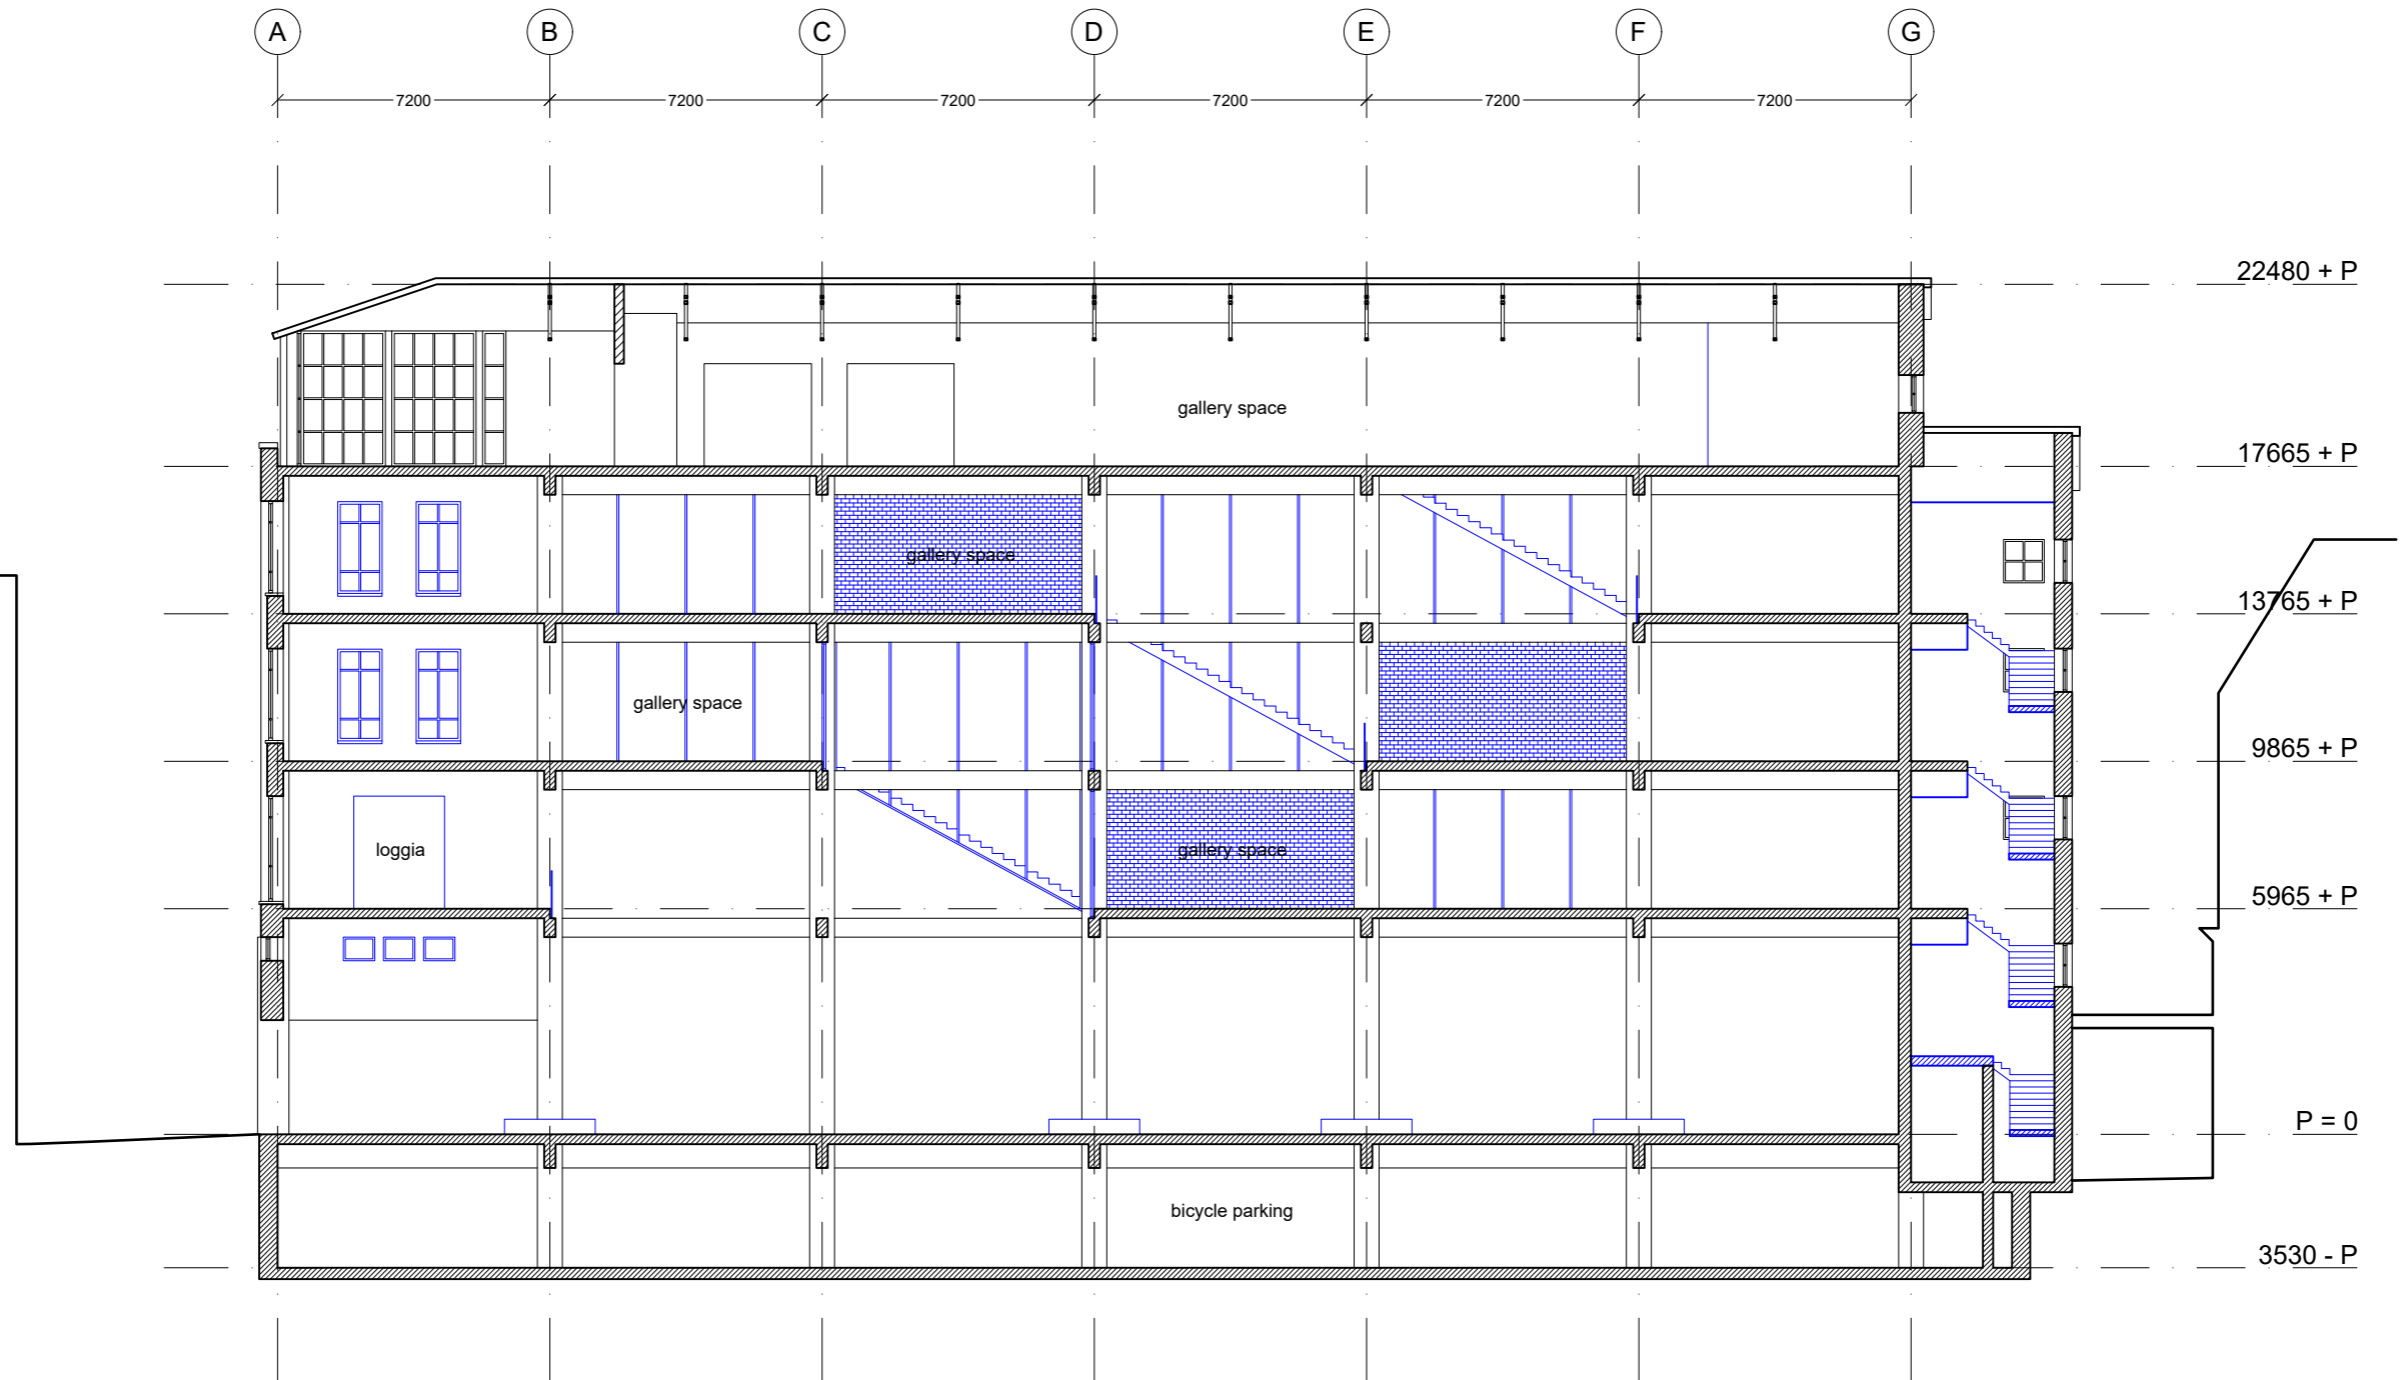 A B C D E F G
7200 7200 7200 7200 7200 7200
22480 + P
gallery space
17665 + P
gallery space
13765 + P
gallery space
9865 + P
loggia
gallery space
5965 + P
P = 0
bicycle parking
3530 - P